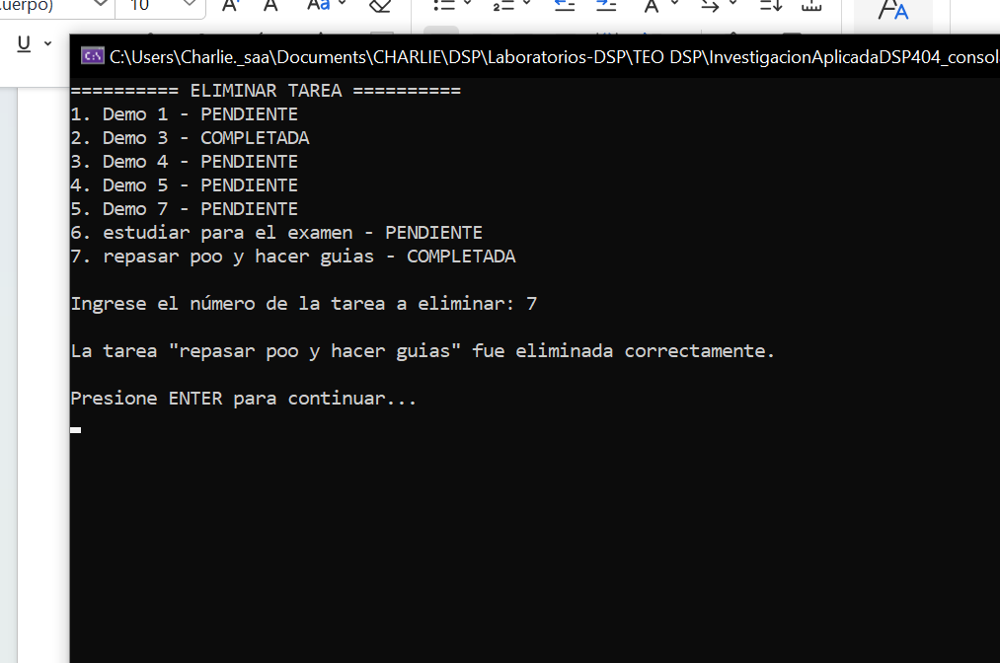 10
Aa
U
C:\Users\Charlie._saa\Documents\CHARLIE\DSP\Laboratorios-DSP\TEO DSP\InvestigacionAplicadaDSP404_consol
========== ELIMINAR TAREA ==========
1. Demo 1 - PENDIENTE
2. Demo 3 - COMPLETADA
3. Demo 4 - PENDIENTE
4. Demo 5 - PENDIENTE
5. Demo 7 - PENDIENTE
6. estudiar para el examen - PENDIENTE
7. repasar poo y hacer guias - COMPLETADA
Ingrese el número de la tarea a eliminar: 7
La tarea "repasar poo y hacer guias" fue eliminada correctamente.
Presione ENTER para continuar...